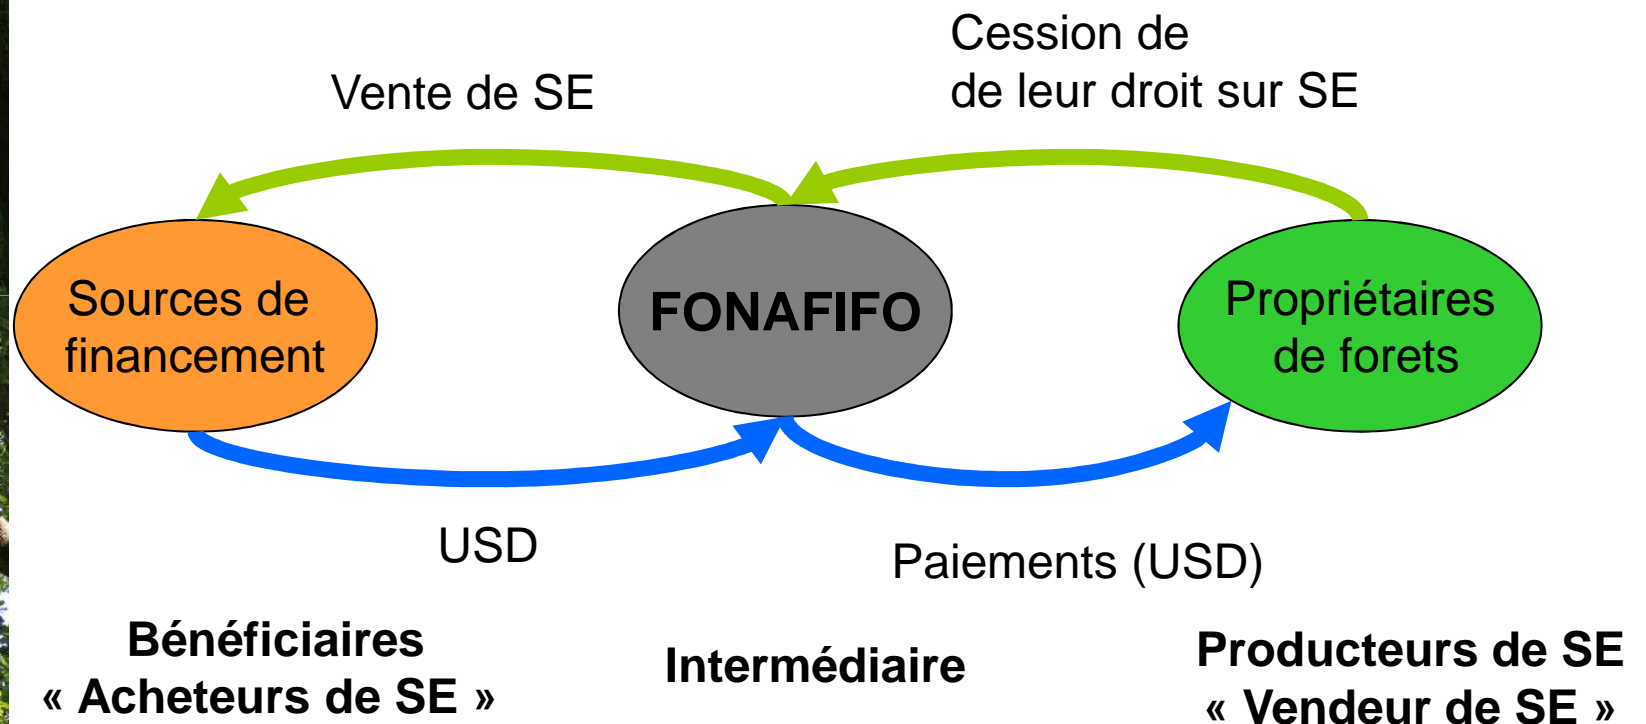 Cession de
de leur droit sur SE
Vente de SE
Sources de
financement
FONAFIFO
Propriétaires
de forets
USD
Paiements (USD)
Bénéficiaires
« Acheteurs de SE »
Intermédiaire
Producteurs de SE
« Vendeur de SE »